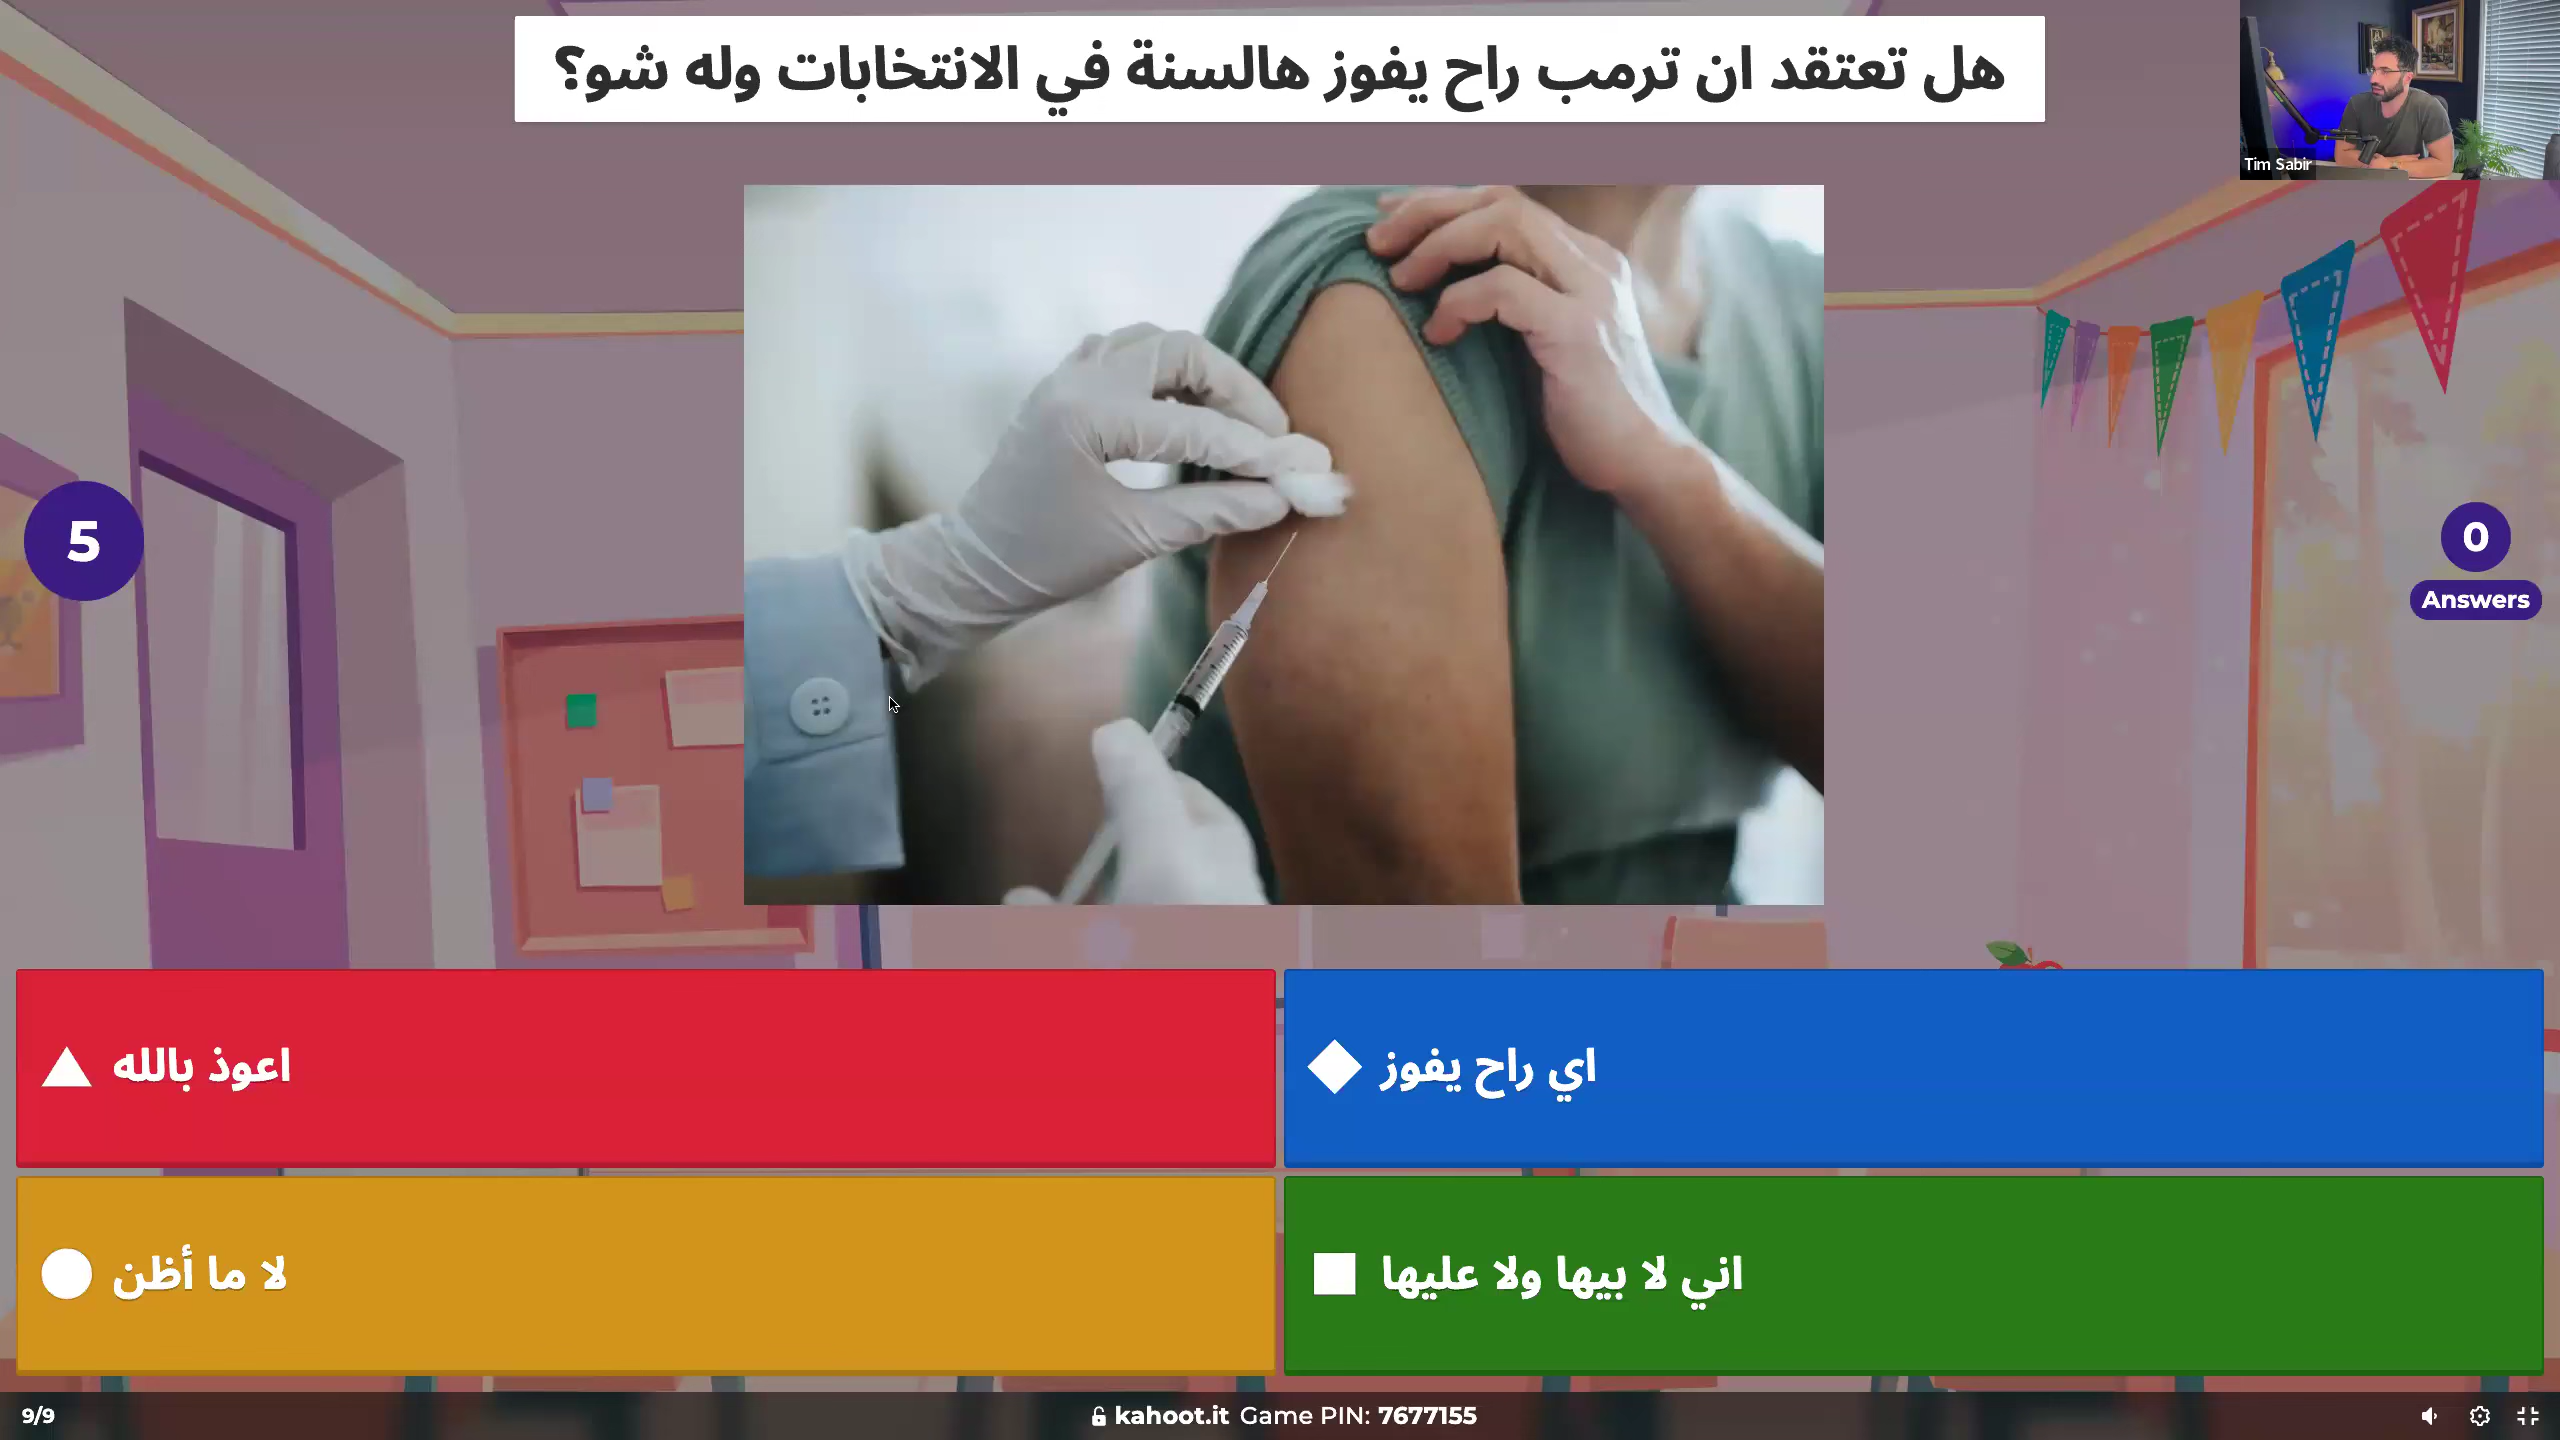 هل تعتقد ان ترمب راح يفوز هالسنة في الانتخابات وله شو؟
Tim Sabir
5
0
Answers
اعوذ بالله
اي راح يفوز
لا ما أظن
اني لا بيها ولا عليها
9/9
kahoot.it Game PIN: 7677155